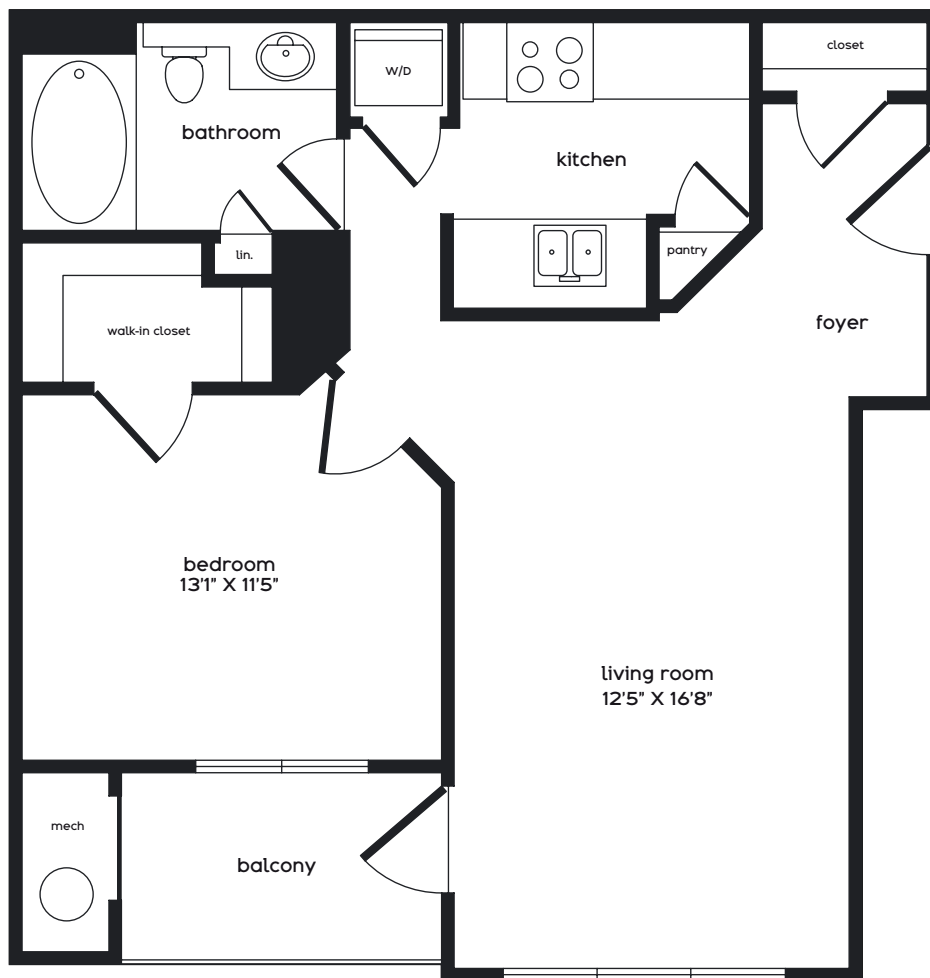 closet
W/D
bathroom
kitchen
lin.
pantry
walk-in closet
foyer
bedroom
13'1" X 11'5"
living room
12'5" X 16'8"
mech
balcony